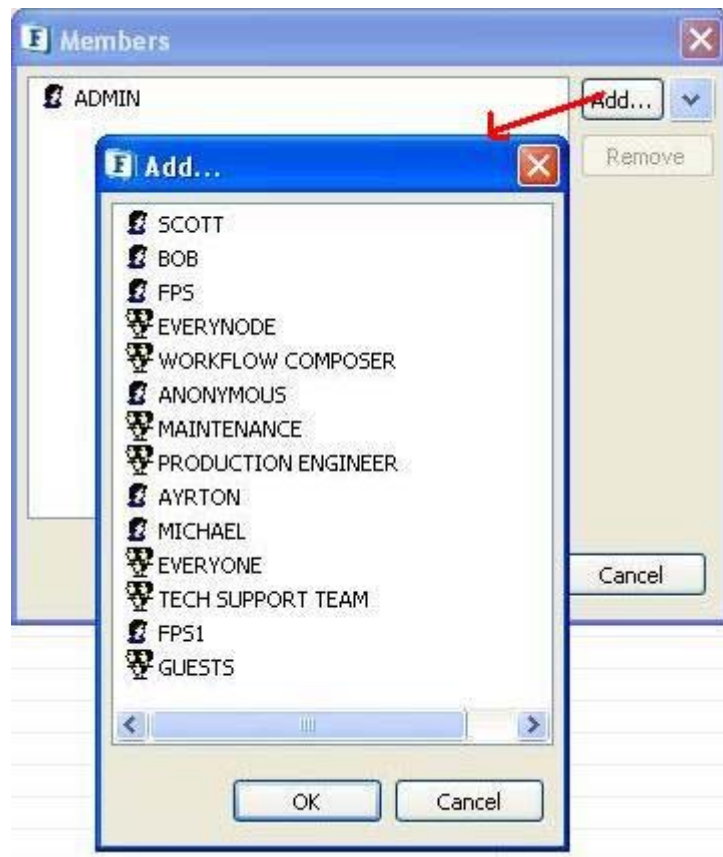 Members
ADMIN
Add...
Remove
Add...
SCOTT
BOB
FPS
EVERYNODE
WORKFLOW COMPOSER
ANONYMOUS
MAINTENANCE
PRODUCTION ENGINEER
AYRTON
MICHAEL
EVERYONE
TECH SUPPORT TEAM
FPS1
GUESTS
OK
Cancel
Cancel